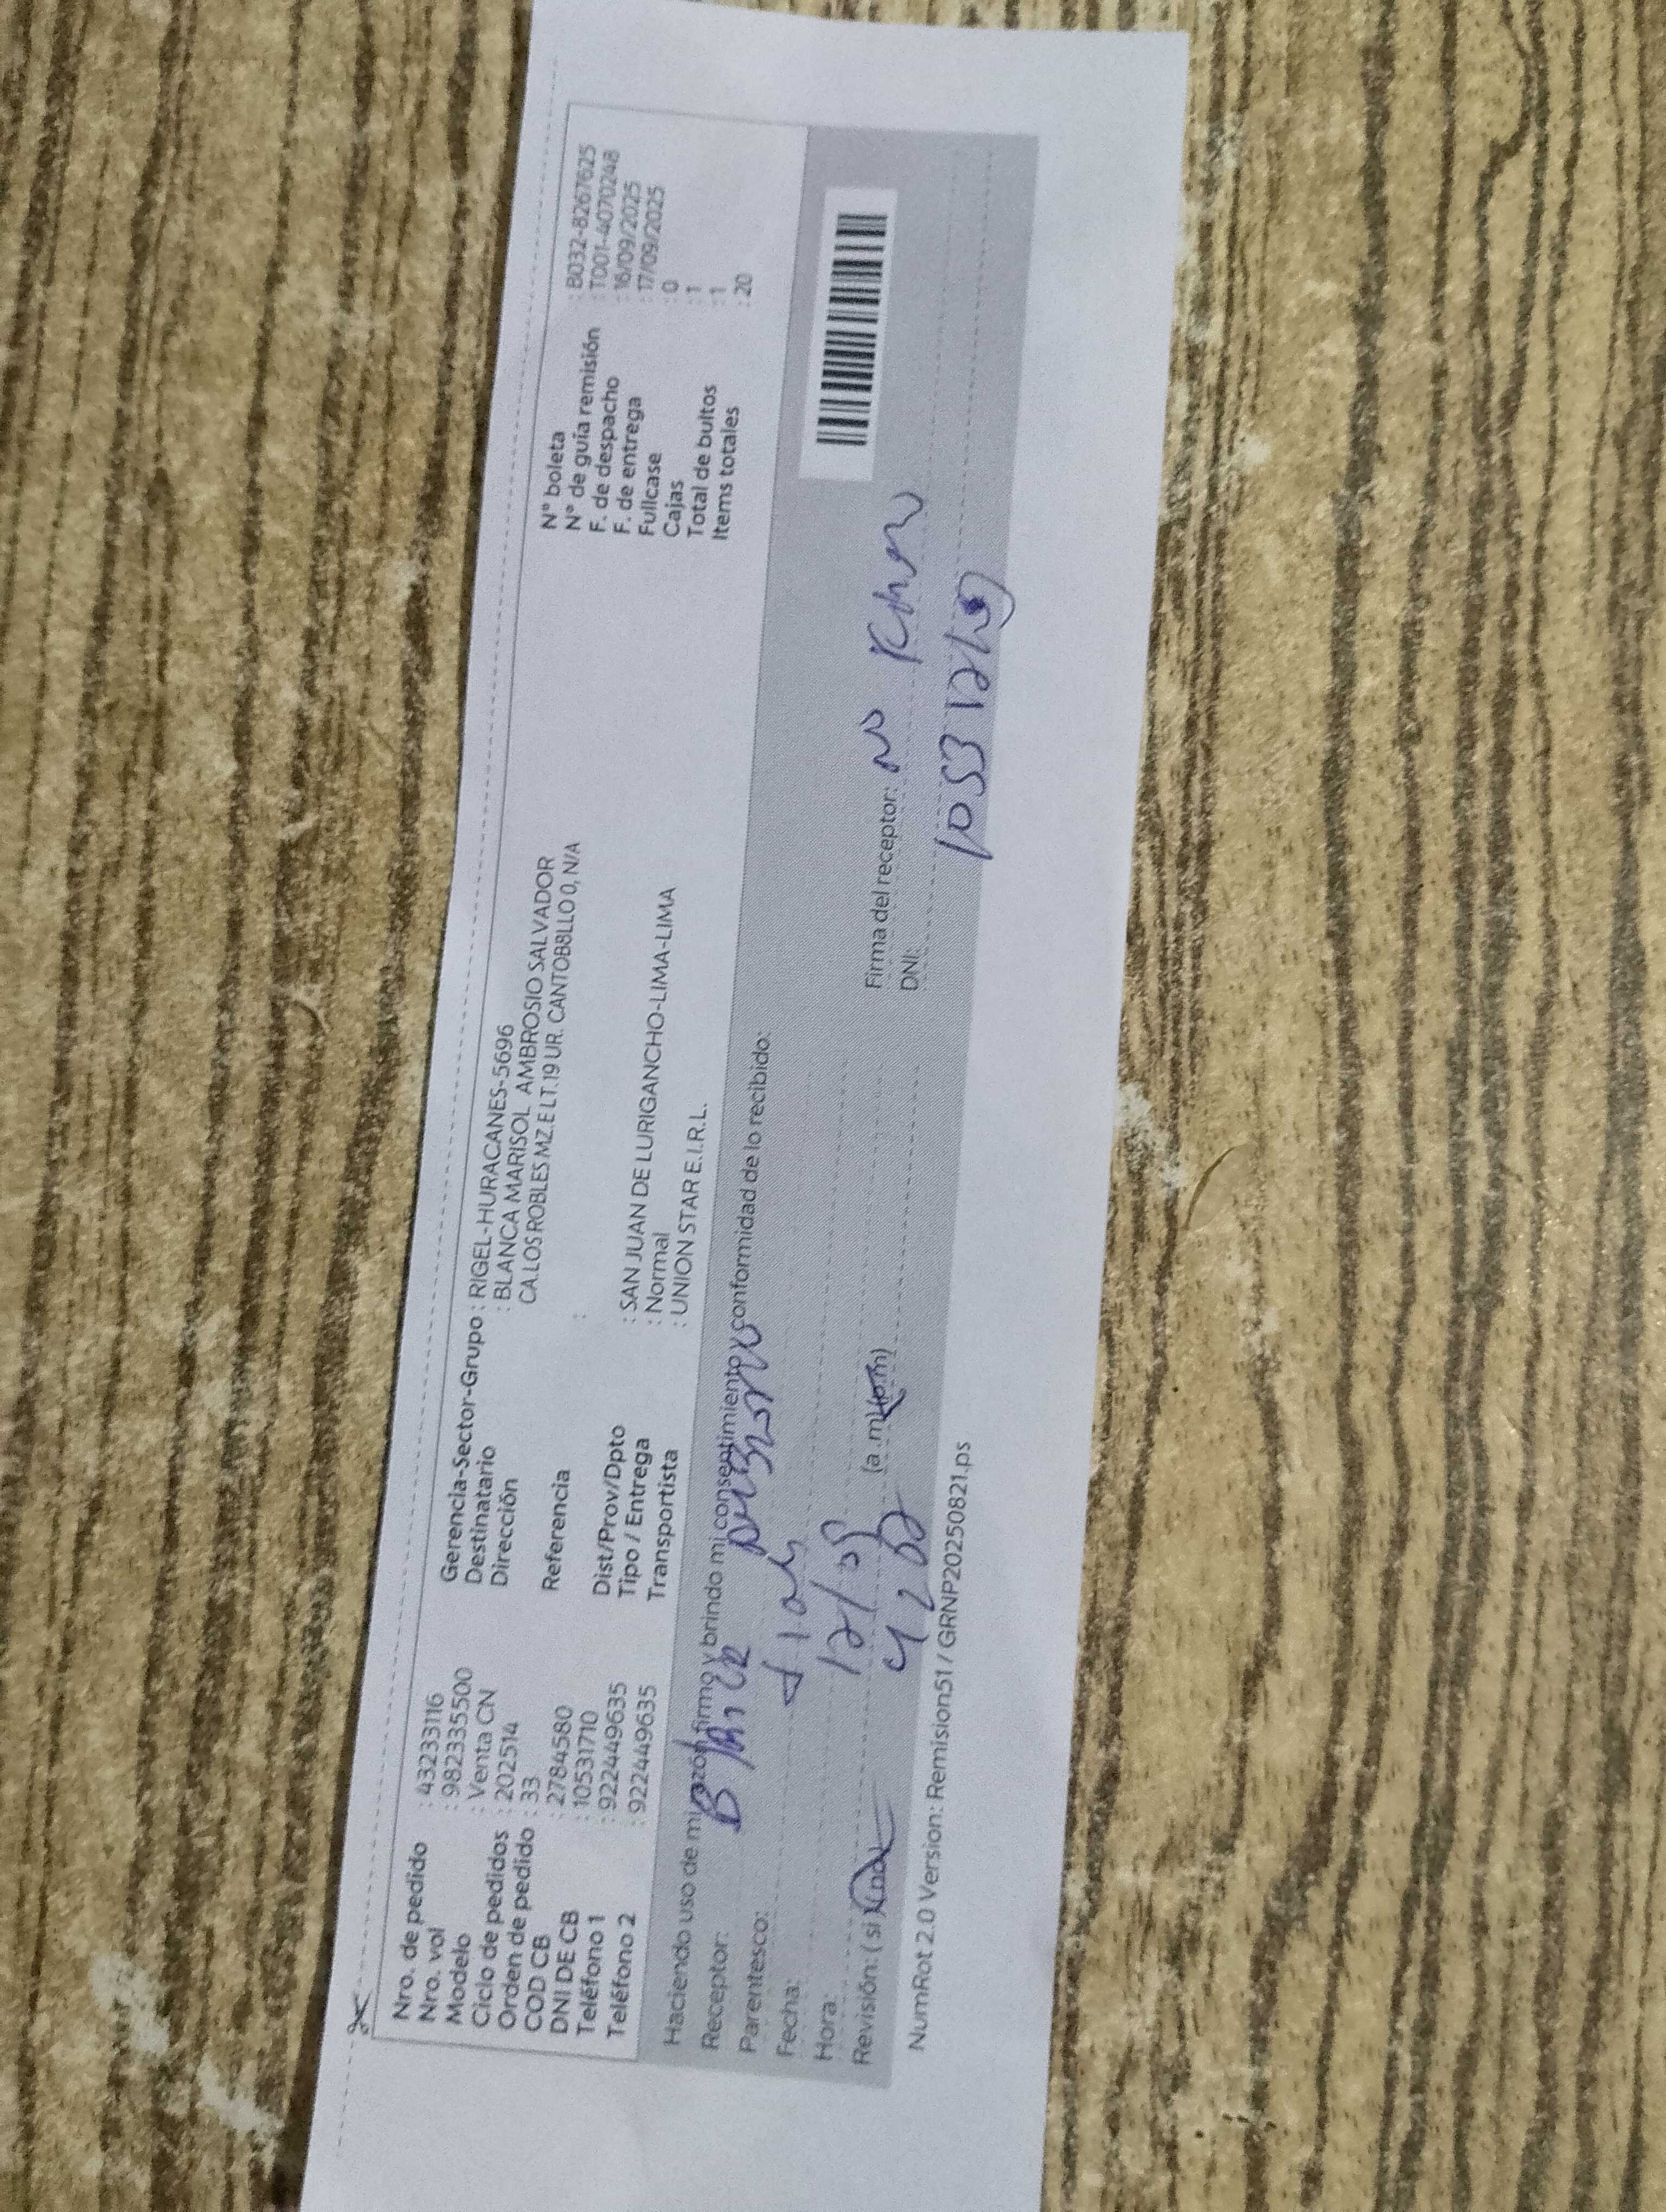 Nro. de pedido : 43233116
Nro. vol : 982335500
Modelo : Venta CN
Ciclo de pedidos : 202514
Orden de pedido : 33
COD CB : 2784580
DNI DE CB : 10531710
Teléfono 1 : 922449635
Teléfono 2 : 922449635
Gerencia-Sector-Grupo : RIGEL-HURACANES-5696
Destinatario : BLANCA MARISOL AMBROSIO SALVADOR
Dirección CA.LOS ROBLES MZ.E LT.19 UR. CANTOBBLLO 0, N/A
Referencia :
Dist/Prov/Dpto : SAN JUAN DE LURIGANCHO-LIMA-LIMA
Tipo / Entrega : Normal
Transportista : UNION STAR E.I.R.L.
N° boleta : B032-82677625
N° de guía remisión : T001-4070248
F. de despacho : 16/09/2025
F. de entrega : 17/09/2025
Fullcase : 0
Cajas : 1
Total de bultos : 1
Items totales : 20
Haciendo uso de mi razón firmo y brindo mi consentimiento y conformidad de lo recibido:
Receptor:
Parentesco:
Fecha:
Hora: (a.m) (p.m)
Revisión: ( si ) (no)
Firma del receptor: No
DNI:
NumRot 2.0 Version: Remision51 / GRNP20250821.ps